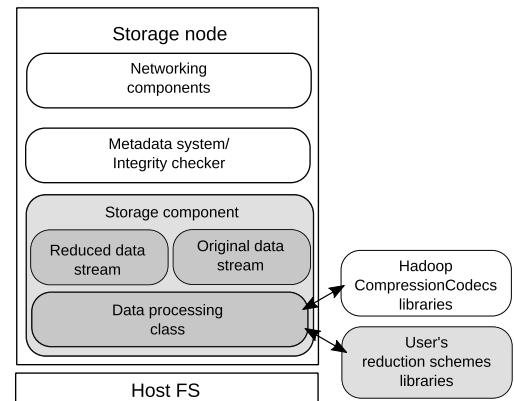 Storage node
Networking
components
Metadata system/
Integrity checker
Storage component
Reduced data
stream
Original data
stream
Data processing
class
Hadoop
CompressionCodecs
libraries
User's
reduction schemes
libraries
Host FS